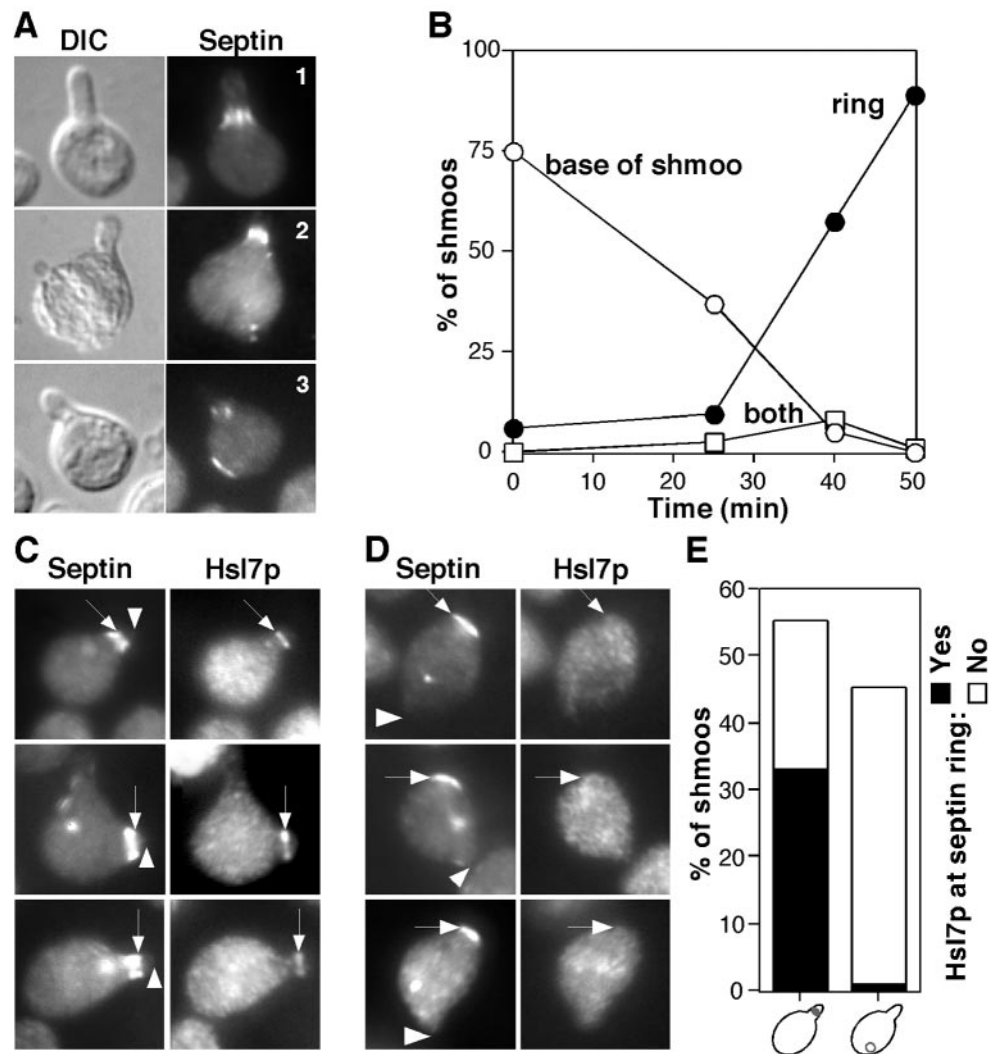 A
DIC
Septin
1
2
3
B
100
75
50
25
0
% of shmoos
ring
base of shmoo
both
0
10
20
30
40
50
Time (min)
C
Septin
Hsl7p
D
Septin
Hsl7p
E
60
50
40
30
20
10
0
% of shmoos
Hsl7p at septin ring:
Yes
No